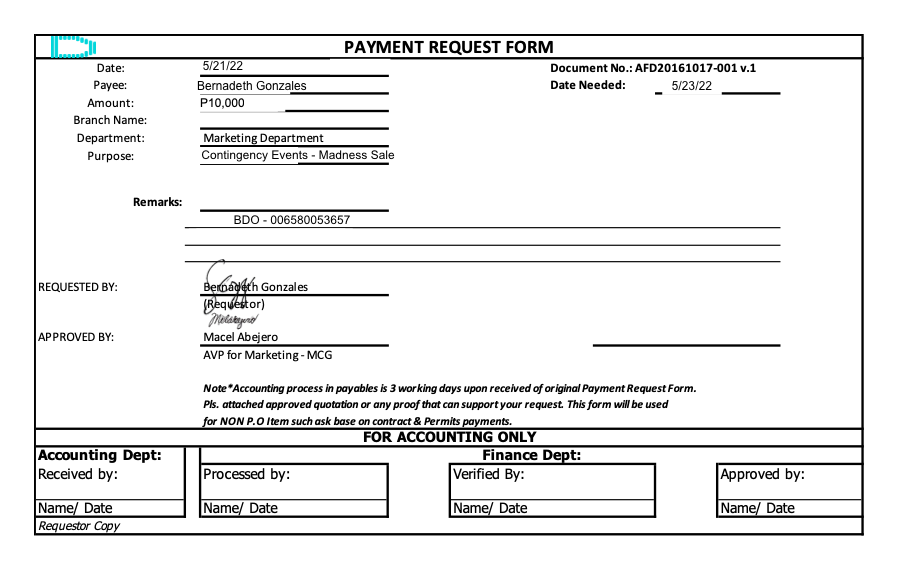 PAYMENT REQUEST FORM
Date: 5/21/22 Document No.: AFD20161017-001 v.1
Payee: Bernadeth Gonzales Date Needed: 5/23/22
Amount: P10,000
Branch Name:
Department: Marketing Department
Purpose: Contingency Events - Madness Sale
Remarks:
BDO - 006580053657
REQUESTED BY: Bernadeth Gonzales
(Requestor)
APPROVED BY: Macel Abejero
AVP for Marketing - MCG
Note*Accounting process in payables is 3 working days upon received of original Payment Request Form.
Pls. attached approved quotation or any proof that can support your request. This form will be used
for NON P.O Item such ask base on contract & Permits payments.
FOR ACCOUNTING ONLY
Accounting Dept: Finance Dept:
Received by: Processed by: Verified By: Approved by:
Name/ Date Name/ Date Name/ Date Name/ Date
Requestor Copy